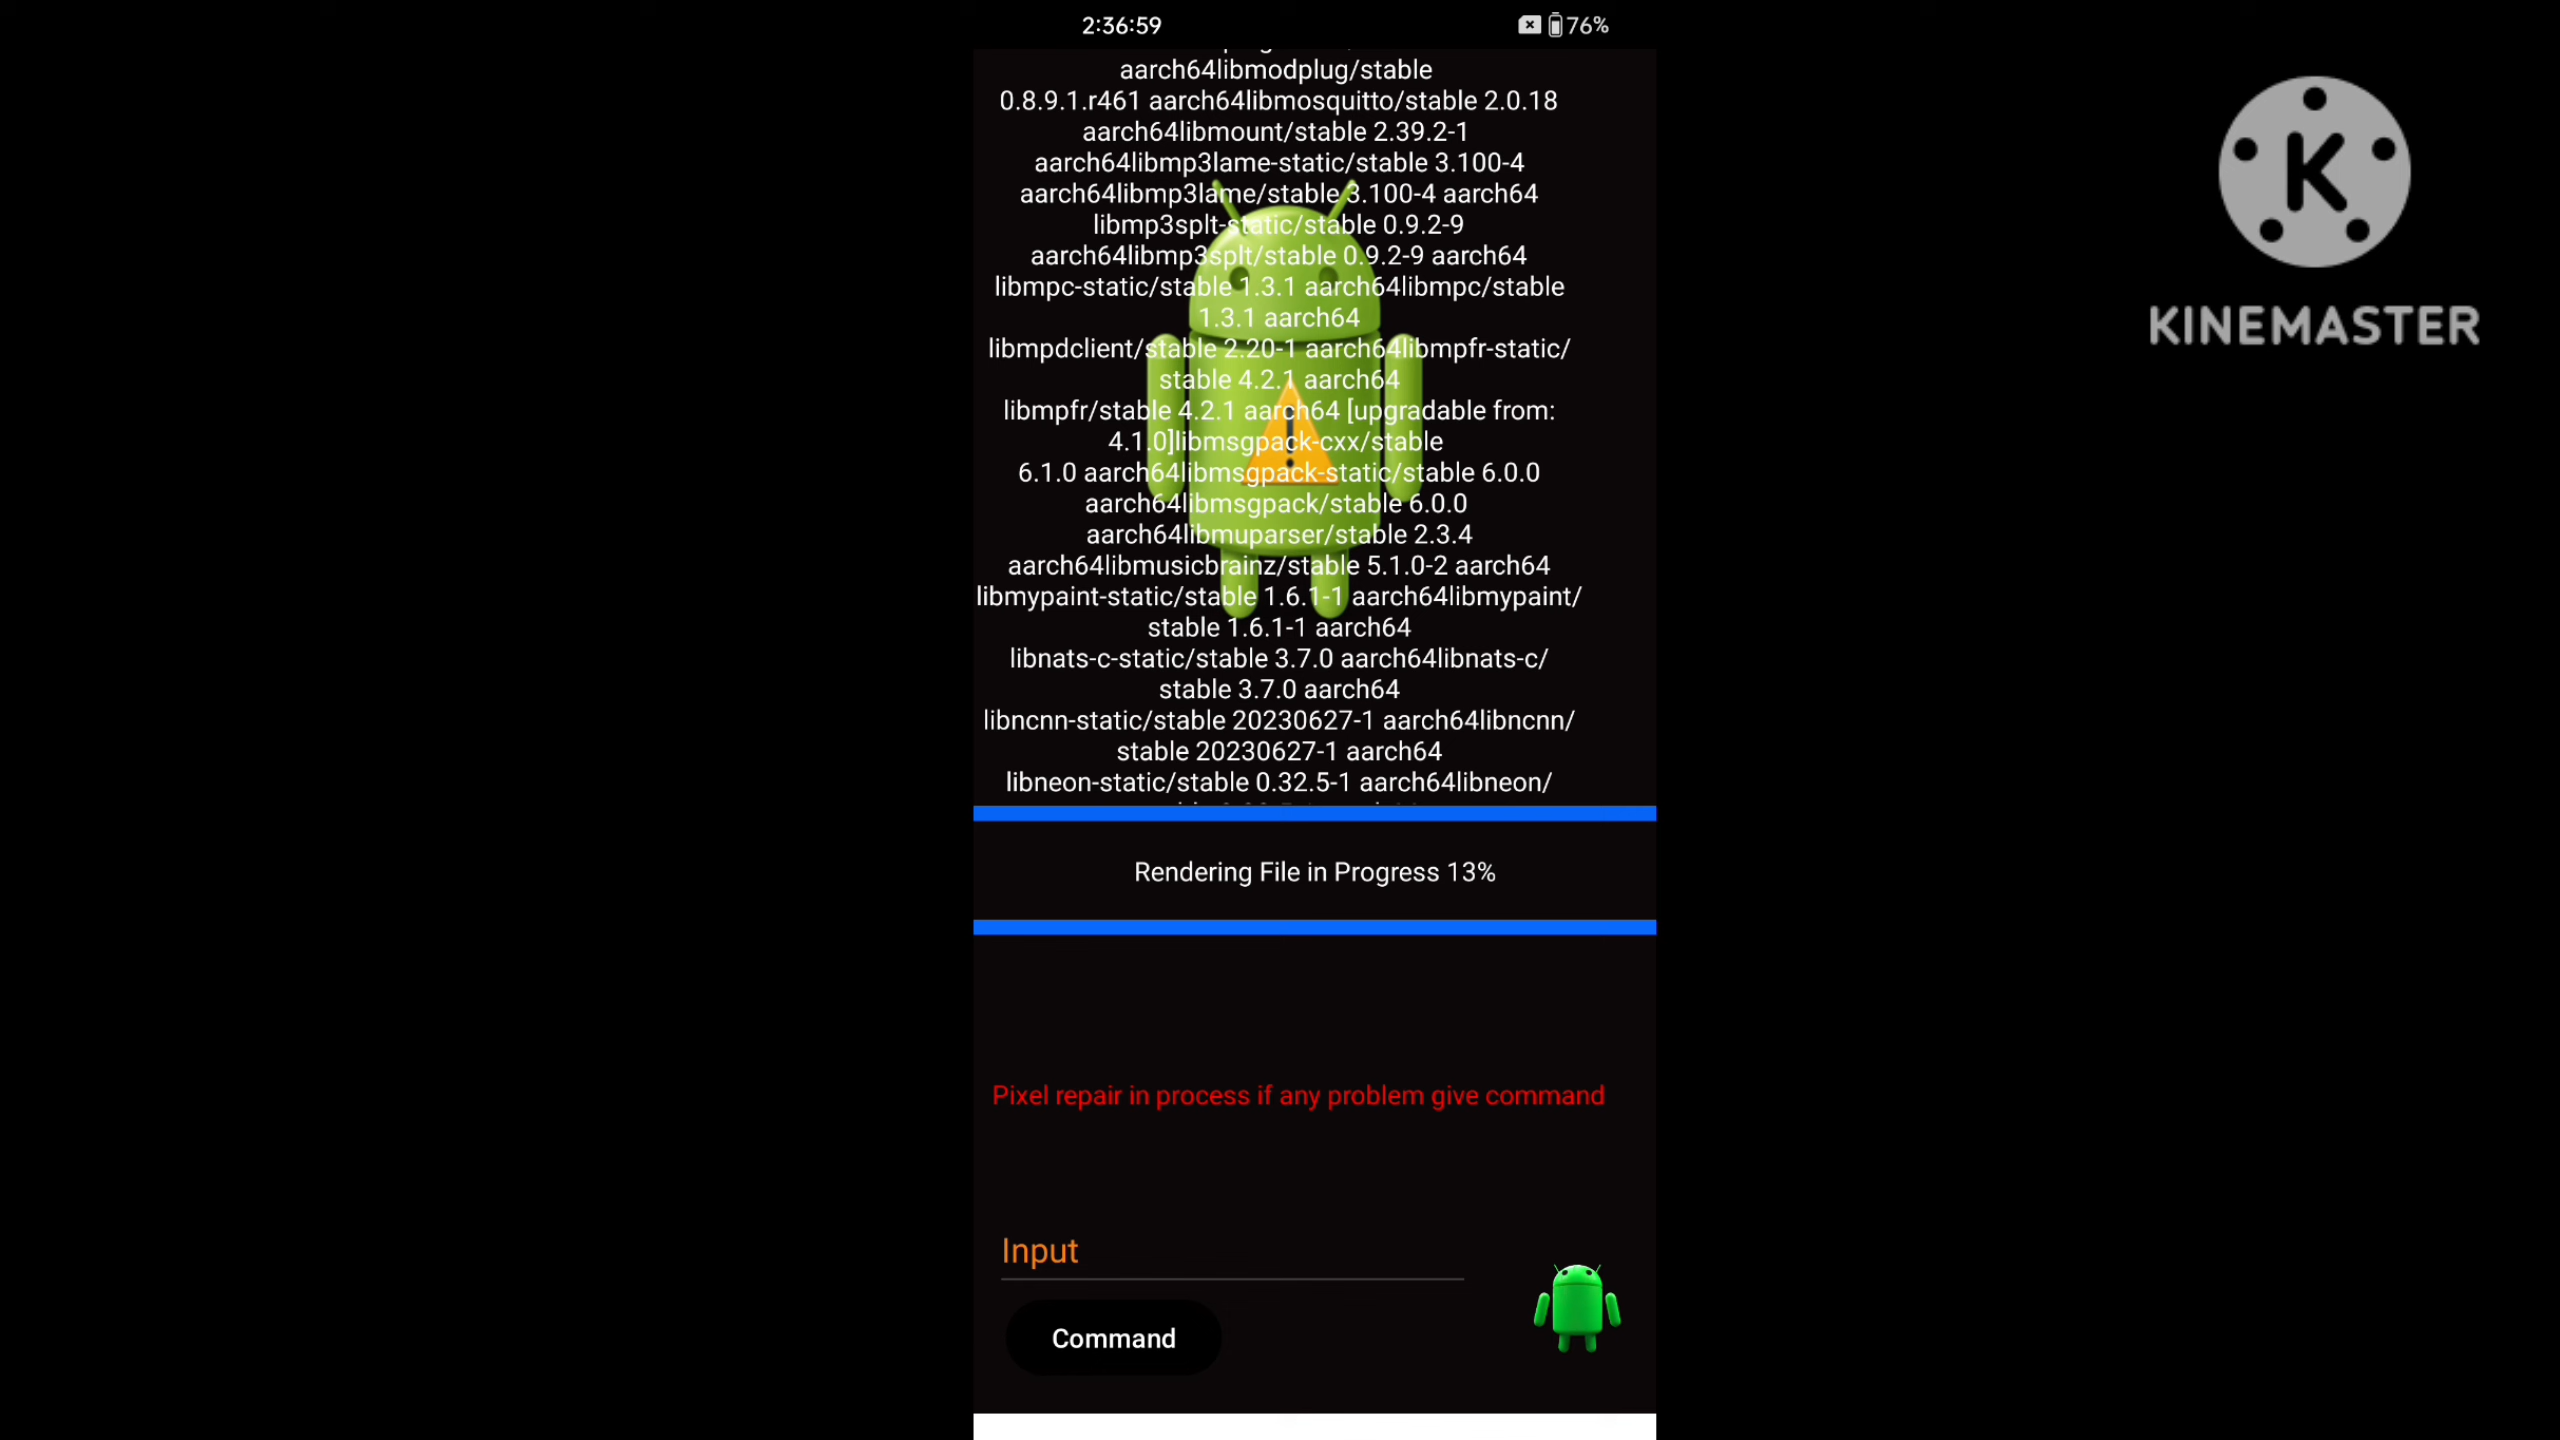 2:36:59
76%
aarch64libmodplug/stable
0.8.9.1.r461 aarch64libmosquitto/stable 2.0.18
aarch64libmount/stable 2.39.2-1
aarch64libmp3lame-static/stable 3.100-4
aarch64libmp3lame/stable 3.100-4 aarch64
libmp3splt-static/stable 0.9.2-9
aarch64libmp3splt/stable 0.9.2-9 aarch64
libmpc-static/stable 1.3.1 aarch64libmpc/stable
1.3.1 aarch64
libmpdclient/stable 2.20-1 aarch64libmpfr-static/
stable 4.2.1 aarch64
libmpfr/stable 4.2.1 aarch64 [upgradable from:
4.1.0]libmsgpack-cxx/stable
6.1.0 aarch64libmsgpack-static/stable 6.0.0
aarch64libmsgpack/stable 6.0.0
aarch64libmuparser/stable 2.3.4
aarch64libmusicbrainz/stable 5.1.0-2 aarch64
libmypaint-static/stable 1.6.1-1 aarch64libmypaint/
stable 1.6.1-1 aarch64
libnats-c-static/stable 3.7.0 aarch64libnats-c/
stable 3.7.0 aarch64
libncnn-static/stable 20230627-1 aarch64libncnn/
stable 20230627-1 aarch64
libneon-static/stable 0.32.5-1 aarch64libneon/
Rendering File in Progress 13%
Pixel repair in process if any problem give command
Input
Command
K
KINEMASTER